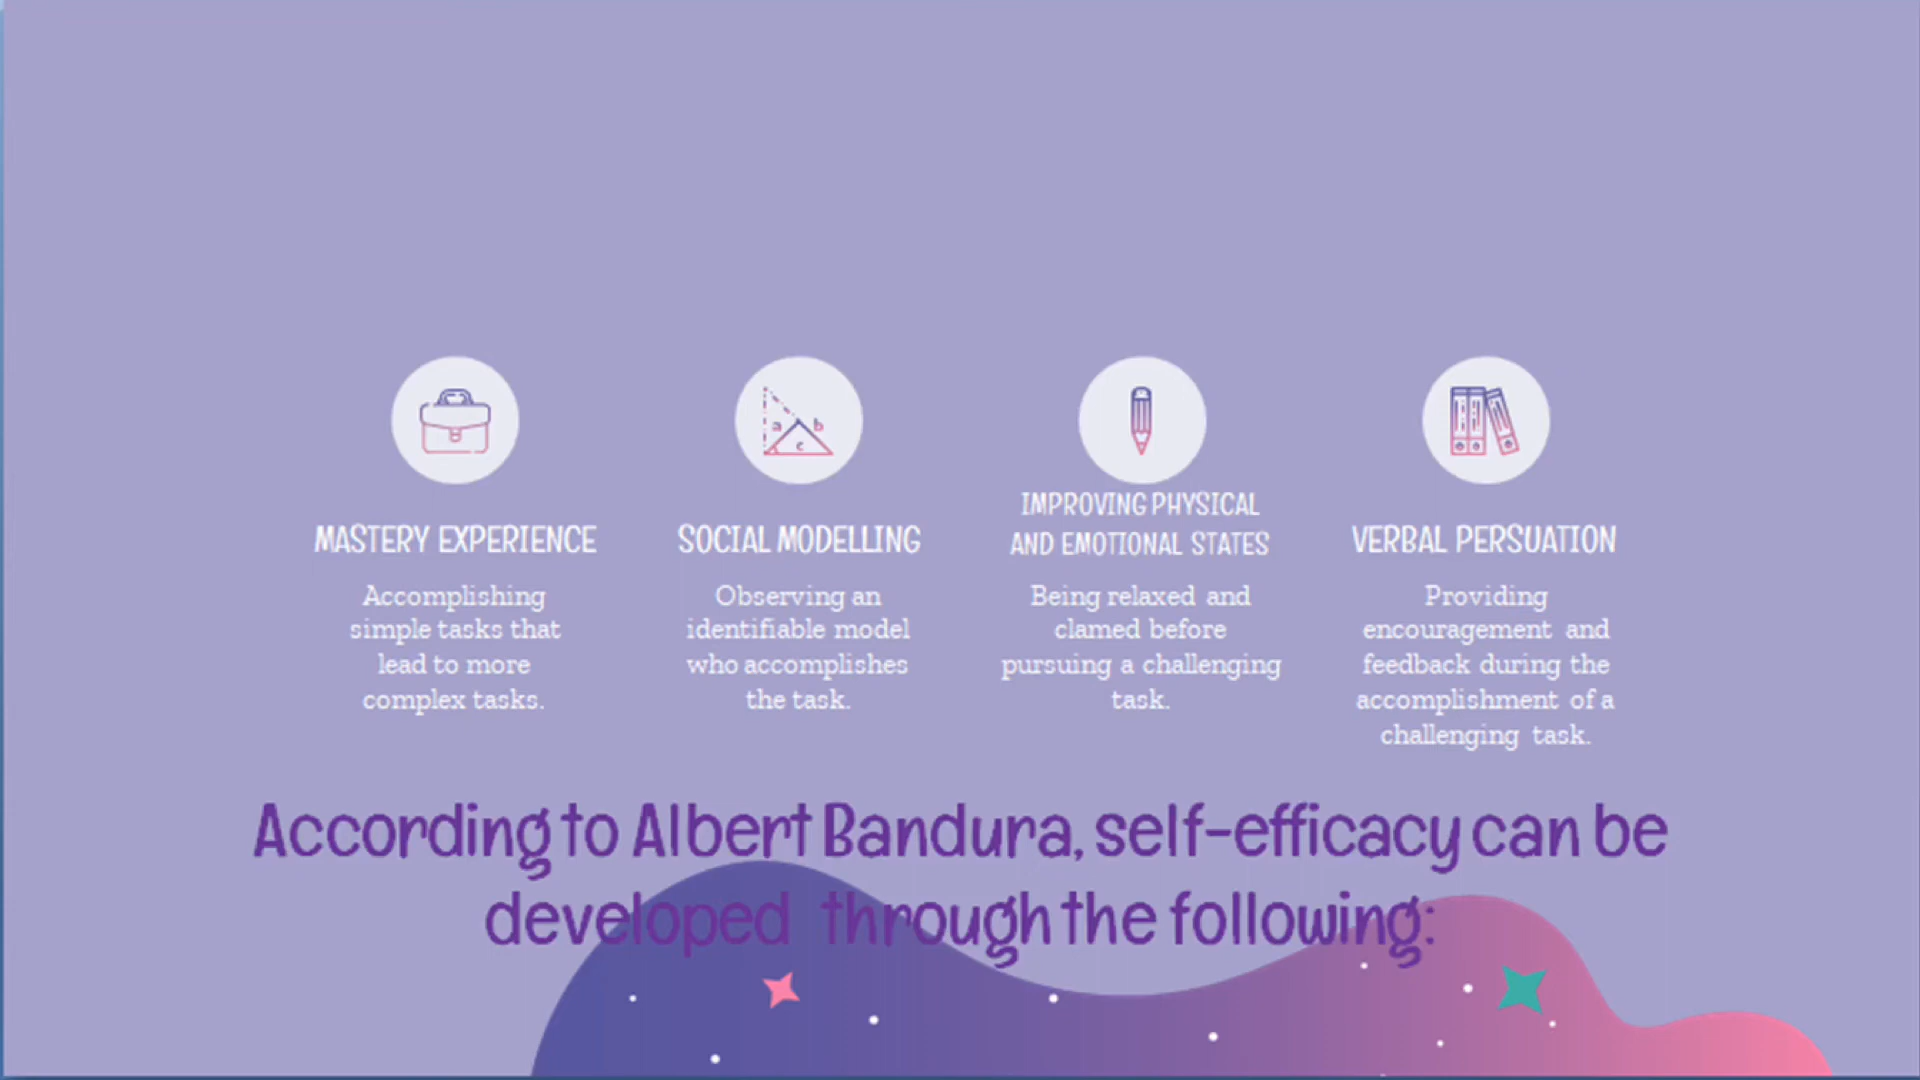 a b
c
MASTERY EXPERIENCE
Accomplishing
simple tasks that
lead to more
complex tasks.
SOCIAL MODELLING
Observing an
identifiable model
who accomplishes
the task.
IMPROVING PHYSICAL
AND EMOTIONAL STATES
Being relaxed and
clamed before
pursuing a challenging
task.
VERBAL PERSUATION
Providing
encouragement and
feedback during the
accomplishment of a
challenging task.
According to Albert Bandura, self-efficacy can be
developed through the following: